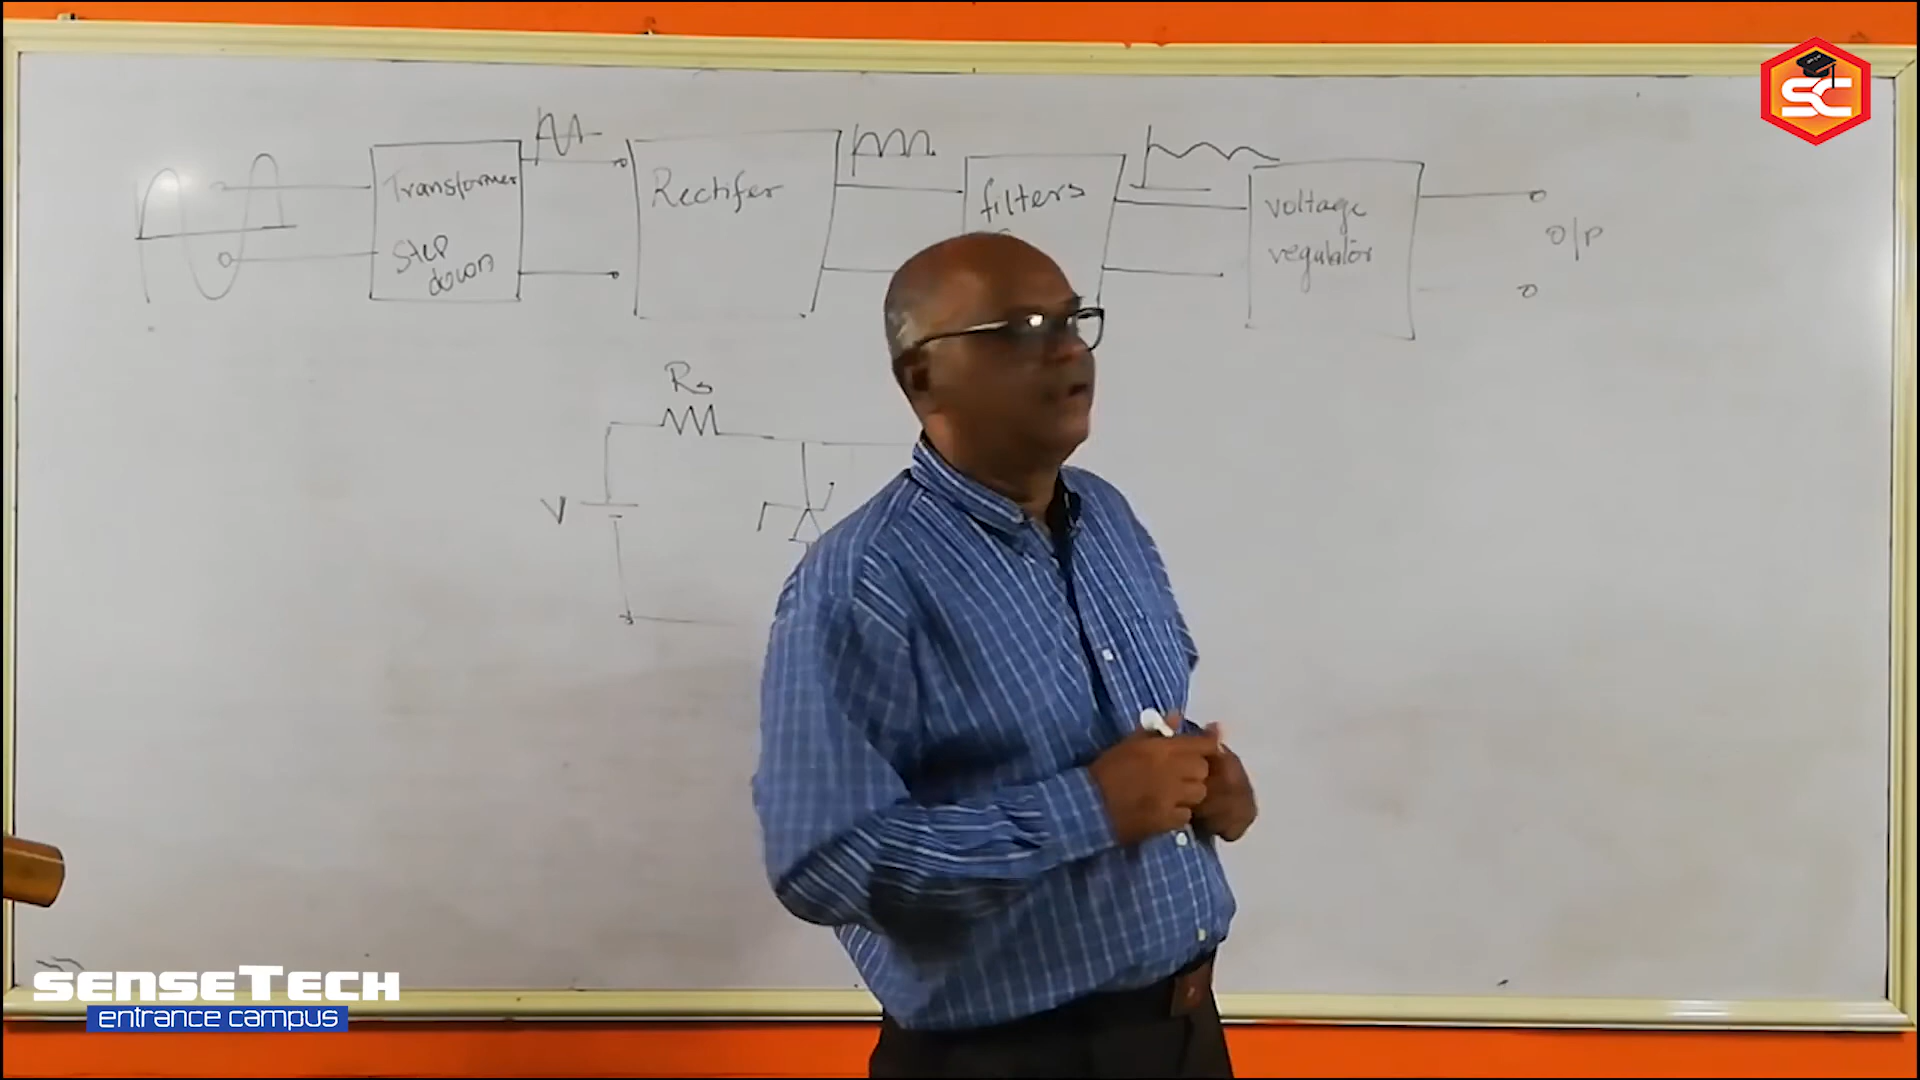 SC
Transformer
Step
down
Rectifer
filters
voltage
regulator
O/P
Rs
V
SENSETECH
entrance campus